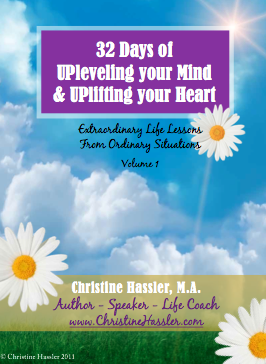 32 Days of
UPleveling your Mind
& UPlifting your Heart
Extraordinary Life Lessons
From Ordinary Situations
Volume 1
Christine Hassler, M.A.
Author - Speaker - Life Coach
www.ChristineHassler.com
© Christine Hassler 2011